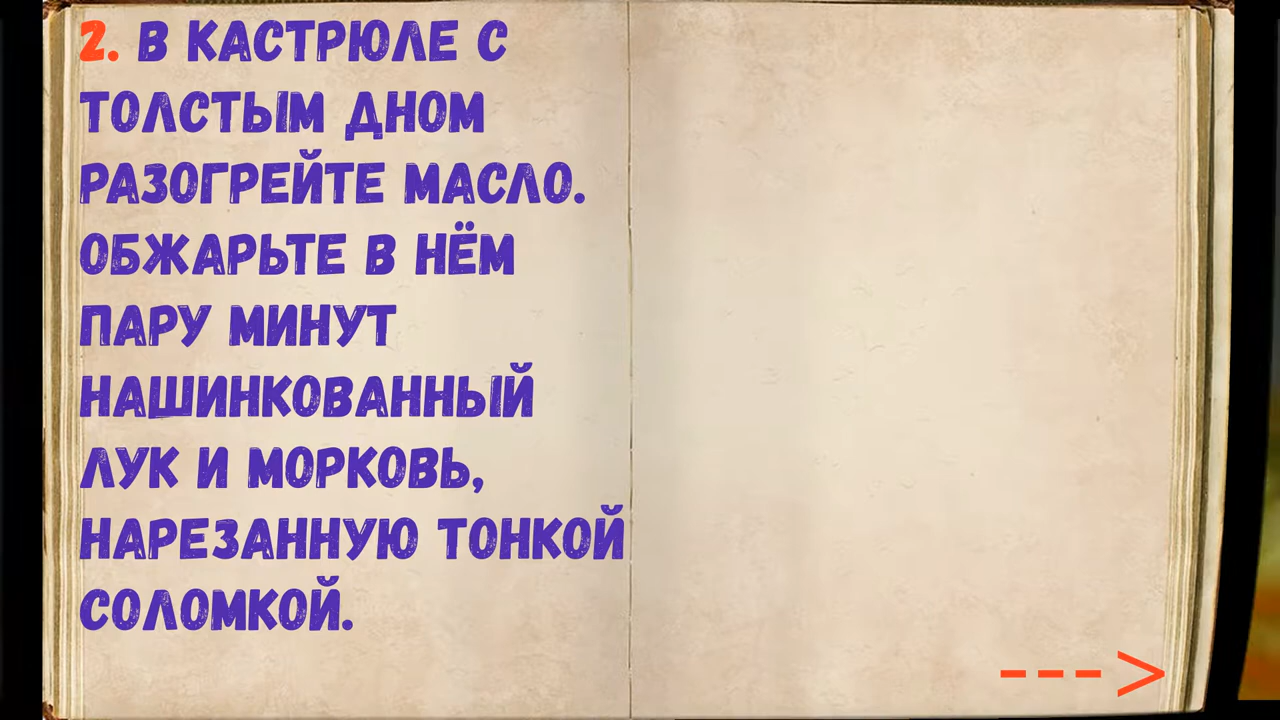 2. В КАСТРЮЛЕ С
ТОЛСТЫМ ДНОМ
РАЗОГРЕЙТЕ МАСЛО.
ОБЖАРЬТЕ В НЁМ
ПАРУ МИНУТ
НАШИНКОВАННЫЙ
ЛУК И МОРКОВЬ,
НАРЕЗАННУЮ ТОНКОЙ
СОЛОМКОЙ.
--->